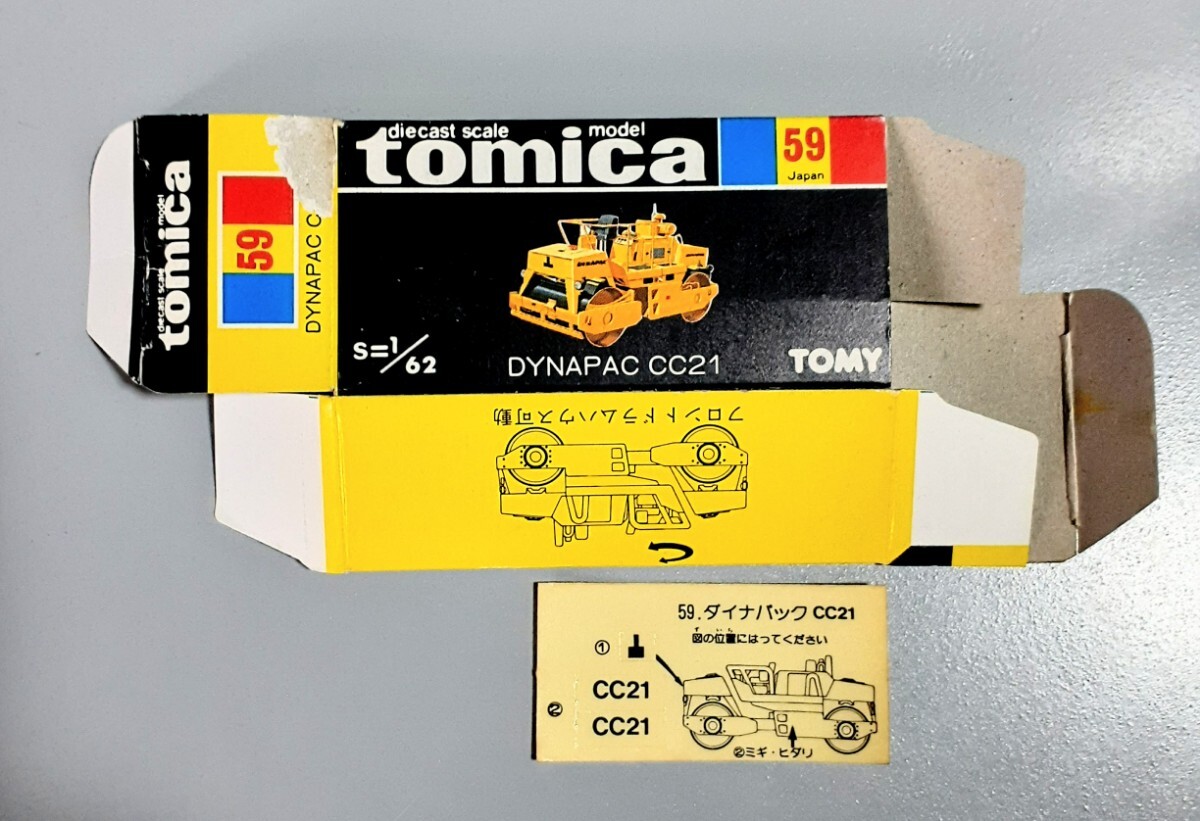 diecast scale model
tomica
59
DYNAPAC C
diecast scale model
tomica
59
Japan
DYNAPAC
S=1/62
DYNAPAC CC21
TOMY
フロントドラムハウス可動
59.ダイナパック CC21
図の位置にはってください
①
②
CC21
CC21
②ミギ・ヒダリ